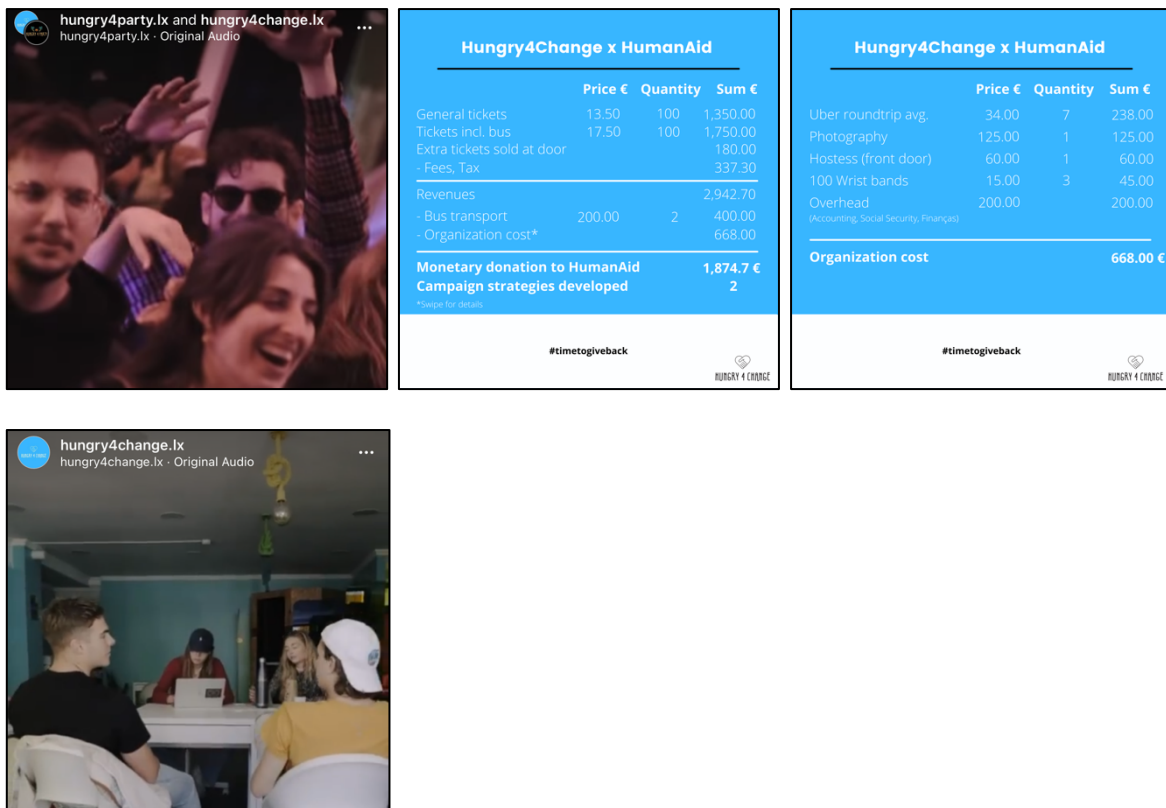 hungry4party.lx and hungry4change.lx
hungry4party.lx · Original Audio
Hungry4Change x HumanAid
Price € Quantity Sum €
General tickets 13.50 100 1,350.00
Tickets incl. bus 17.50 100 1,750.00
Extra tickets sold at door 180.00
- Fees, Tax 337.30
Revenues 2,942.70
- Bus transport 200.00 2 400.00
- Organization cost* 668.00
Monetary donation to HumanAid 1,874.7 €
Campaign strategies developed 2
*Swipe for details
#timetogiveback
HUNGRY 4 CHANGE
Hungry4Change x HumanAid
Price € Quantity Sum €
Uber roundtrip avg. 34.00 7 238.00
Photography 125.00 1 125.00
Hostess (front door) 60.00 1 60.00
100 Wrist bands 15.00 3 45.00
Overhead 200.00 200.00
(Accounting, Social Security, Finanças)
Organization cost 668.00 €
#timetogiveback
HUNGRY 4 CHANGE
hungry4change.lx
hungry4change.lx · Original Audio